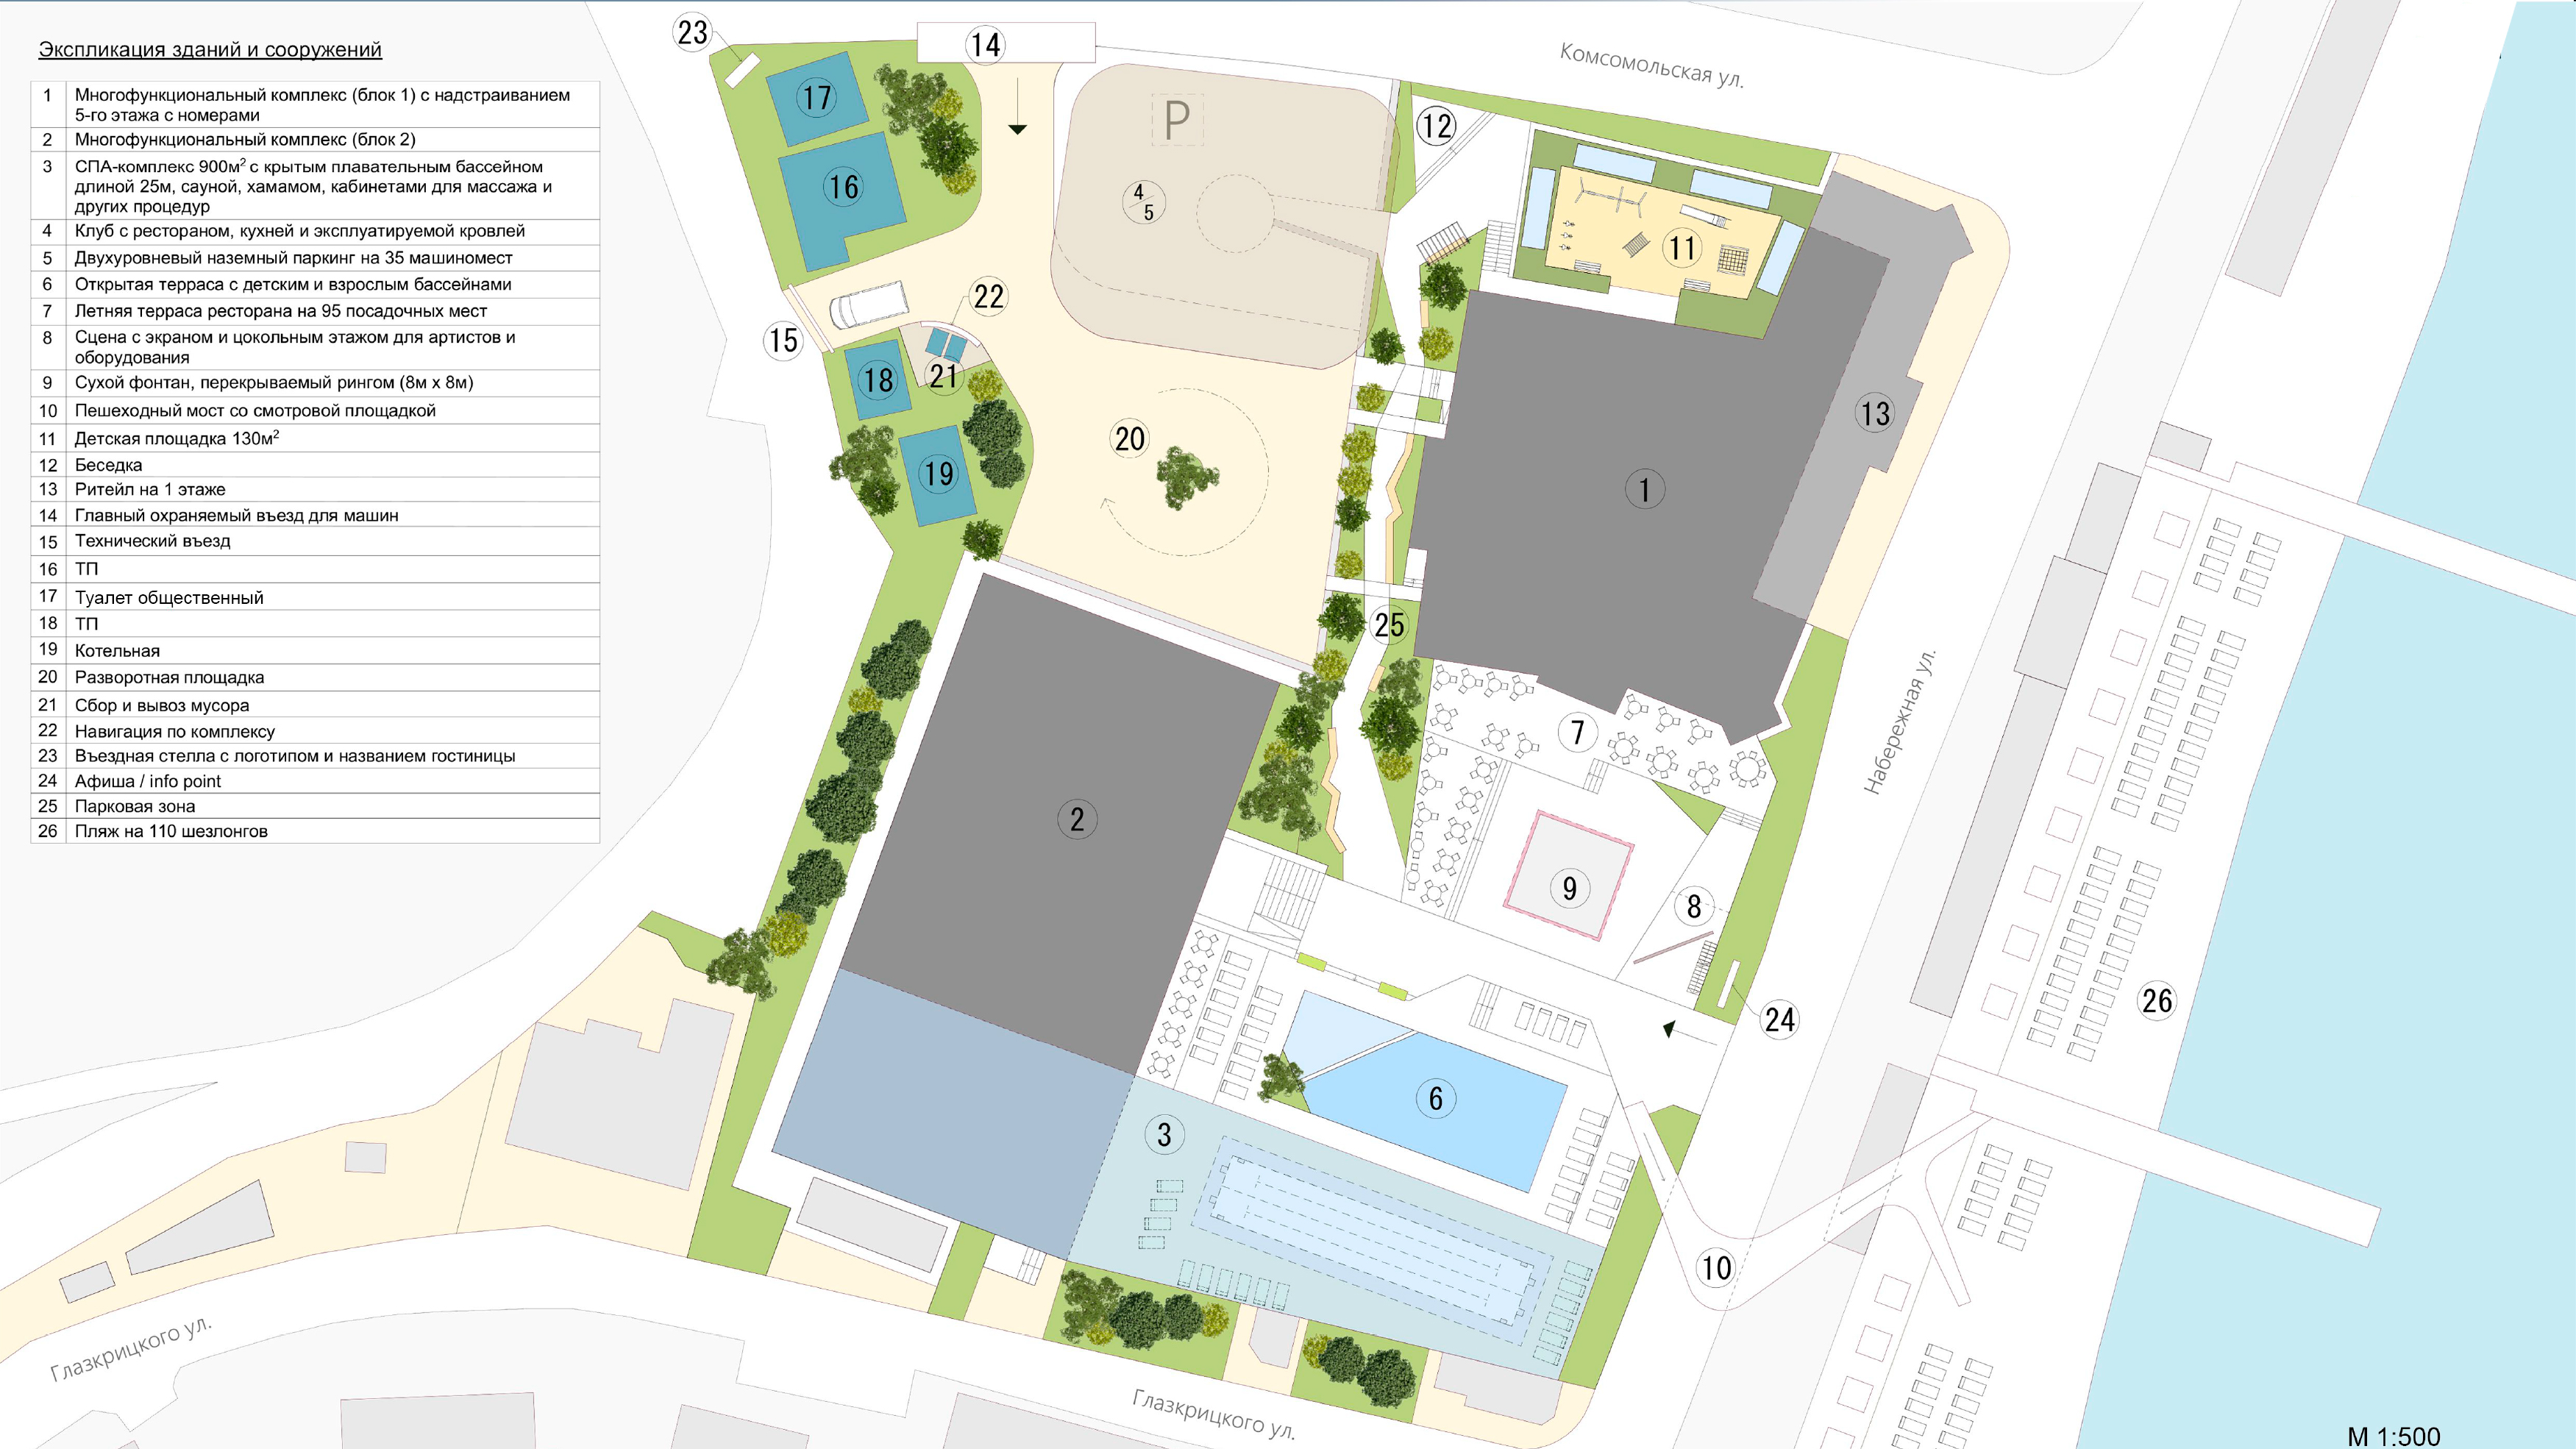 Экспликация зданий и сооружений
1 Многофункциональный комплекс (блок 1) с надстраиванием
5-го этажа с номерами
2 Многофункциональный комплекс (блок 2)
3 СПА-комплекс 900м² с крытым плавательным бассейном
длиной 25м, сауной, хамамом, кабинетами для массажа и
других процедур
4 Клуб с рестораном, кухней и эксплуатируемой кровлей
5 Двухуровневый наземный паркинг на 35 машиномест
6 Открытая терраса с детским и взрослым бассейнами
7 Летняя терраса ресторана на 95 посадочных мест
8 Сцена с экраном и цокольным этажом для артистов и
оборудования
9 Сухой фонтан, перекрываемый рингом (8м х 8м)
10 Пешеходный мост со смотровой площадкой
11 Детская площадка 130м²
12 Беседка
13 Ритейл на 1 этаже
14 Главный охраняемый въезд для машин
15 Технический въезд
16 ТП
17 Туалет общественный
18 ТП
19 Котельная
20 Разворотная площадка
21 Сбор и вывоз мусора
22 Навигация по комплексу
23 Въездная стелла с логотипом и названием гостиницы
24 Афиша / info point
25 Парковая зона
26 Пляж на 110 шезлонгов
23
14
Комсомольская ул.
17
P
12
16
4/5
11
22
15
18
21
13
20
19
1
25
7
Набережная ул.
2
9
8
26
24
6
3
10
Глазкрицкого ул.
Глазкрицкого ул.
М 1:500